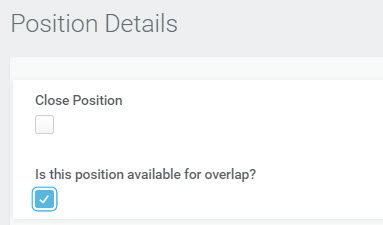 Position Details
Close Position
Is this position available for overlap?